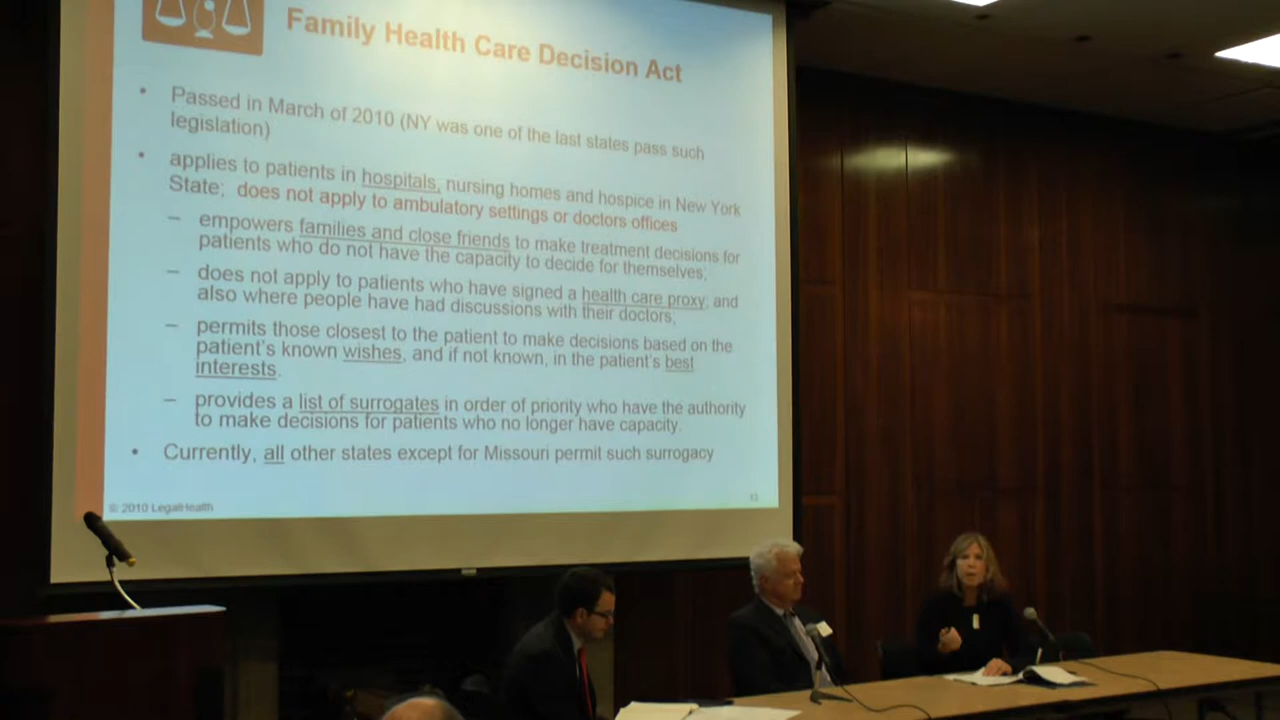 Family Health Care Decision Act
• Passed in March of 2010 (NY was one of the last states pass such
legislation)
• applies to patients in hospitals, nursing homes and hospice in New York
State; does not apply to ambulatory settings or doctors offices
– empowers families and close friends to make treatment decisions for
patients who do not have the capacity to decide for themselves;
– does not apply to patients who have signed a health care proxy; and
also where people have had discussions with their doctors;
– permits those closest to the patient to make decisions based on the
patient's known wishes, and if not known, in the patient's best
interests.
– provides a list of surrogates in order of priority who have the authority
to make decisions for patients who no longer have capacity.
• Currently, all other states except for Missouri permit such surrogacy
© 2010 LegalHealth